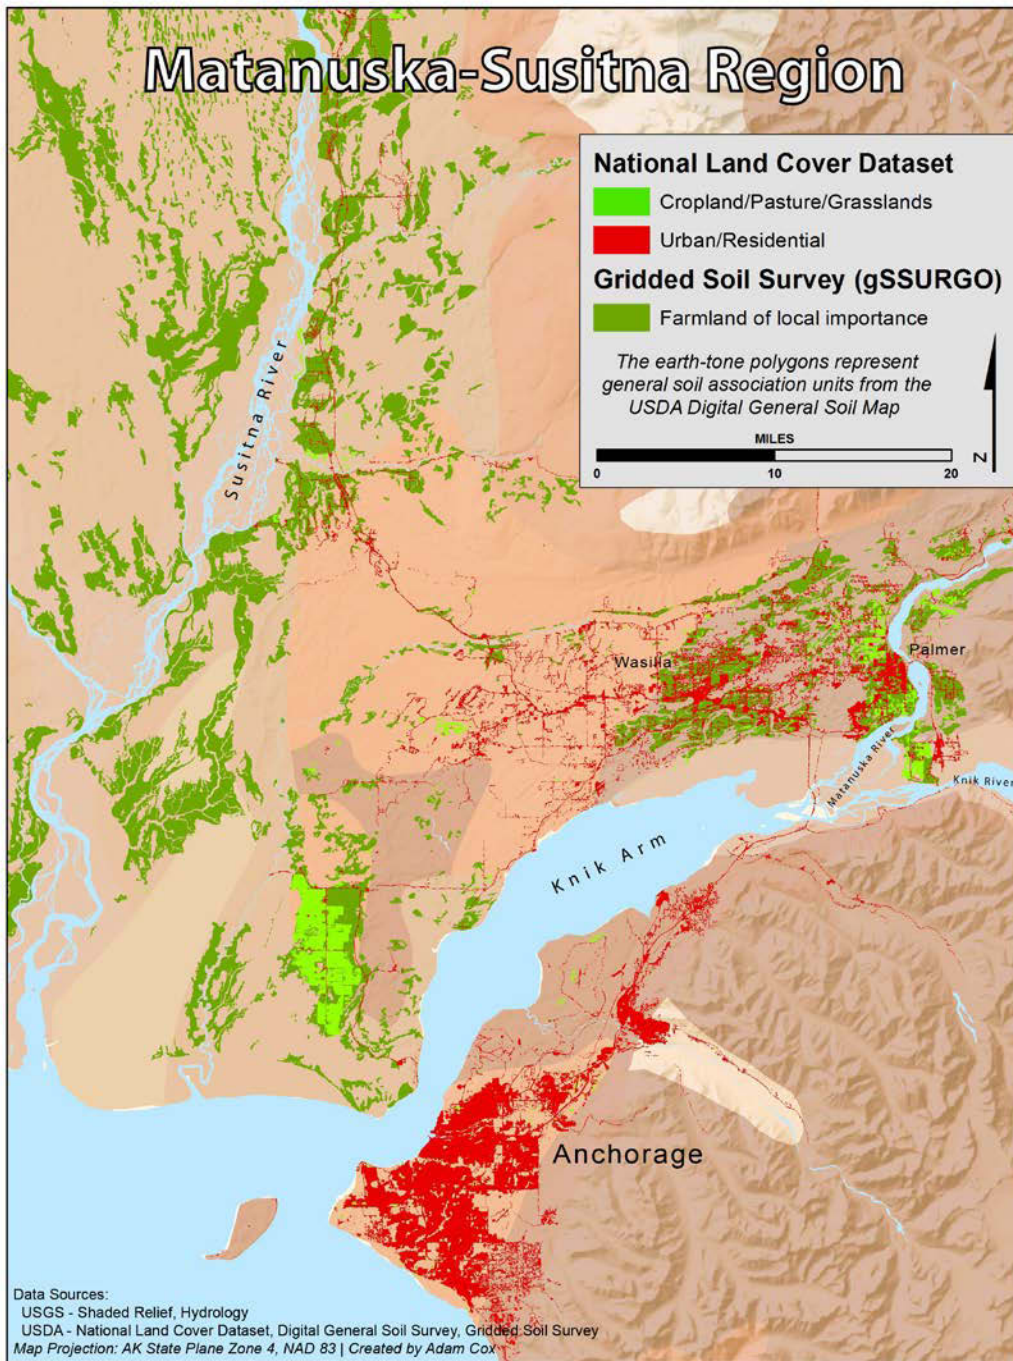 Matanuska-Susitna Region
National Land Cover Dataset
Cropland/Pasture/Grasslands
Urban/Residential
Gridded Soil Survey (gSSURGO)
Farmland of local importance
The earth-tone polygons represent
general soil association units from the
USDA Digital General Soil Map
MILES
0 10 20
N
Susitna River
Wasilla
Palmer
Matanuska River
Knik River
Knik Arm
Anchorage
Data Sources:
USGS - Shaded Relief, Hydrology
USDA - National Land Cover Dataset, Digital General Soil Survey, Gridded Soil Survey
Map Projection: AK State Plane Zone 4, NAD 83 | Created by Adam Cox